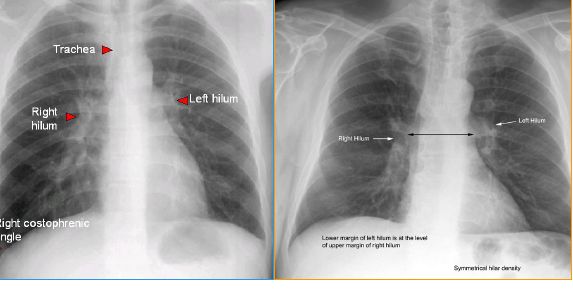 Trachea
Left hilum
Right
hilum
ight costophrenic
ngle
Left Hilum
Right Hilum
Lower margin of left hilum is at the level
of upper margin of right hilum
Symmetrical hilar density